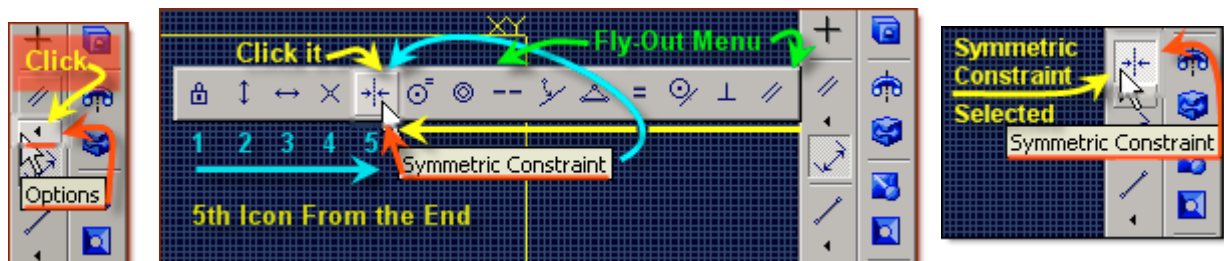 Click
Options
XY
Click it
Fly-Out Menu
1 2 3 4 5
Symmetric Constraint
5th Icon From the End
Symmetric
Constraint
Selected
Symmetric Constraint